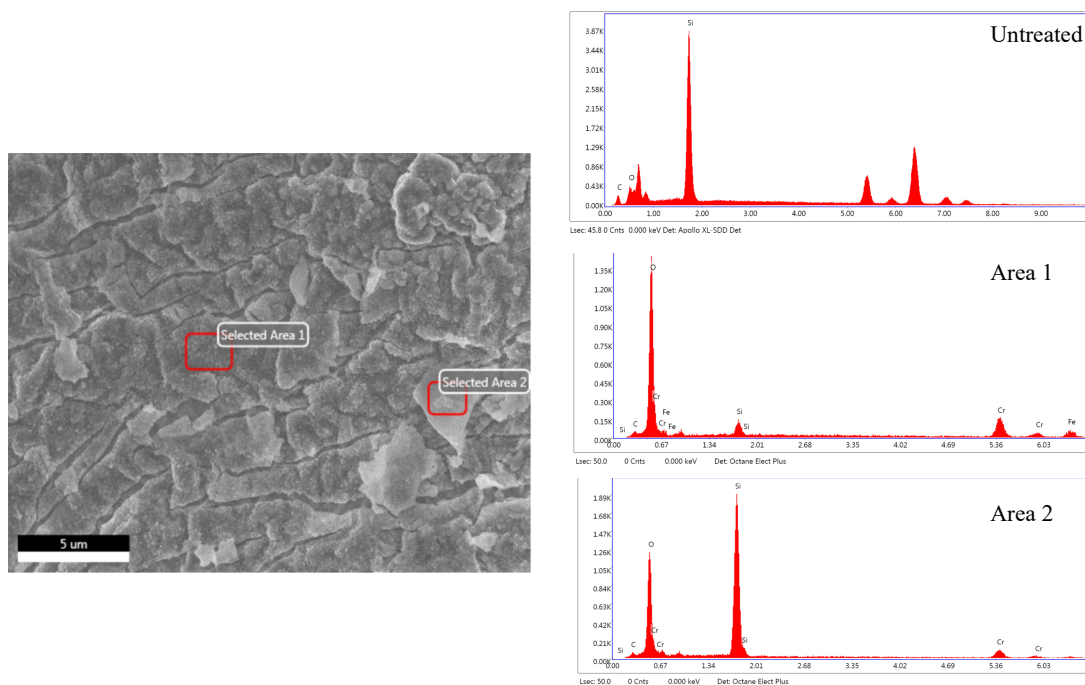 Selected Area 1
Selected Area 2
5 um
Untreated
Si
3.87K
3.44K
3.01K
2.58K
2.15K
1.72K
1.29K
0.86K
0.43K
0.00K
C
O
0.00 1.00 2.00 3.00 4.00 5.00 6.00 7.00 8.00 9.00
Lsec: 45.8 0 Cnts 0.000 keV Det: Apollo XL-SDD Det
Area 1
O
1.35K
1.20K
1.05K
0.90K
0.75K
0.60K
0.45K
0.30K
0.15K
0.00K
Si
C
Cr
Cr
Fe
Fe
Si
Si
Cr
Cr
Fe
0.00 0.67 1.34 2.01 2.68 3.35 4.02 4.69 5.36 6.03
Lsec: 50.0 0 Cnts 0.000 keV Det: Octane Elect Plus
Area 2
Si
1.89K
1.68K
1.47K
1.26K
1.05K
0.84K
0.63K
0.42K
0.21K
0.00K
O
Si
C
Cr
Cr
Si
Cr
Cr
0.00 0.67 1.34 2.01 2.68 3.35 4.02 4.69 5.36 6.03
Lsec: 50.0 0 Cnts 0.000 keV Det: Octane Elect Plus